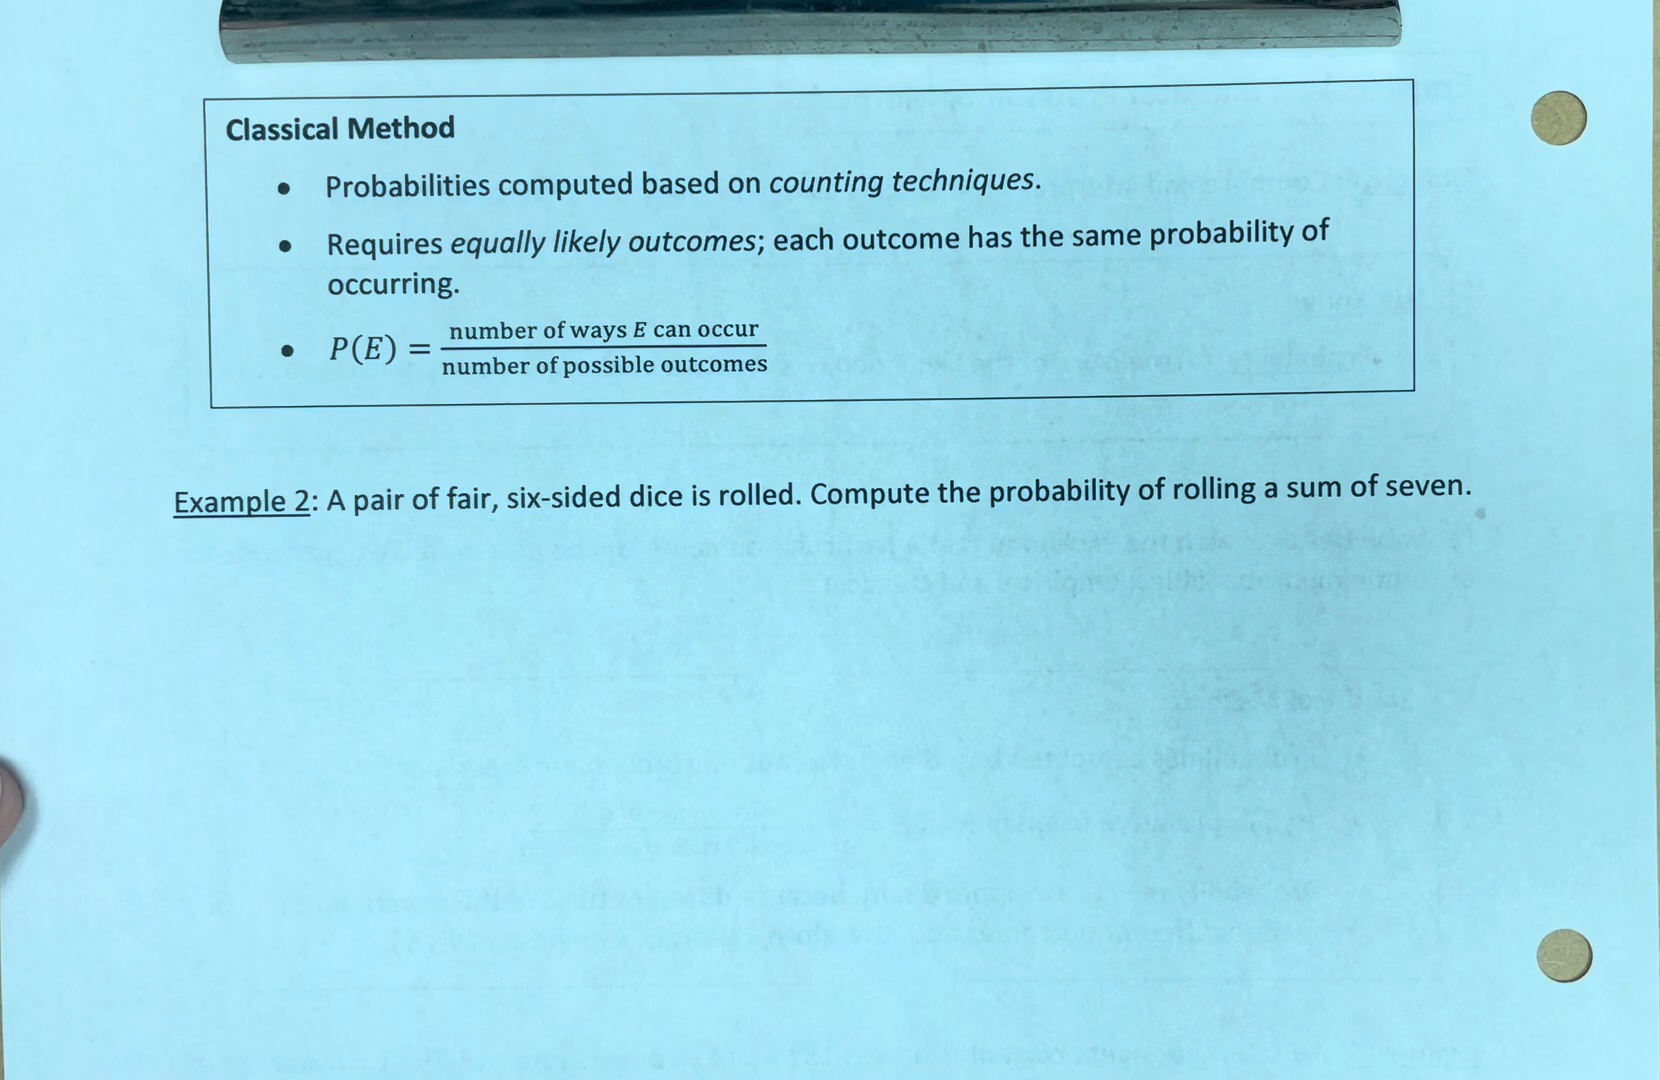 Classical Method
• Probabilities computed based on counting techniques.
• Requires equally likely outcomes; each outcome has the same probability of
occurring.
• P(E) = number of ways E can occur
number of possible outcomes
Example 2: A pair of fair, six-sided dice is rolled. Compute the probability of rolling a sum of seven.